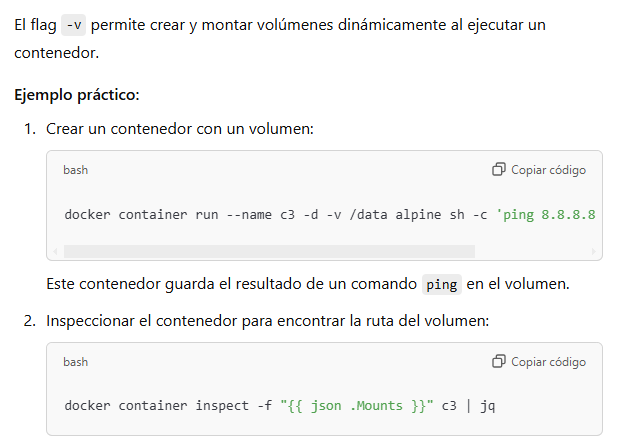 El flag -v permite crear y montar volúmenes dinámicamente al ejecutar un
contenedor.
Ejemplo práctico:
1. Crear un contenedor con un volumen:
bash
Copiar código
docker container run --name c3 -d -v /data alpine sh -c 'ping 8.8.8.8
Este contenedor guarda el resultado de un comando ping en el volumen.
2. Inspeccionar el contenedor para encontrar la ruta del volumen:
bash
Copiar código
docker container inspect -f "{{ json .Mounts }}" c3 | jq